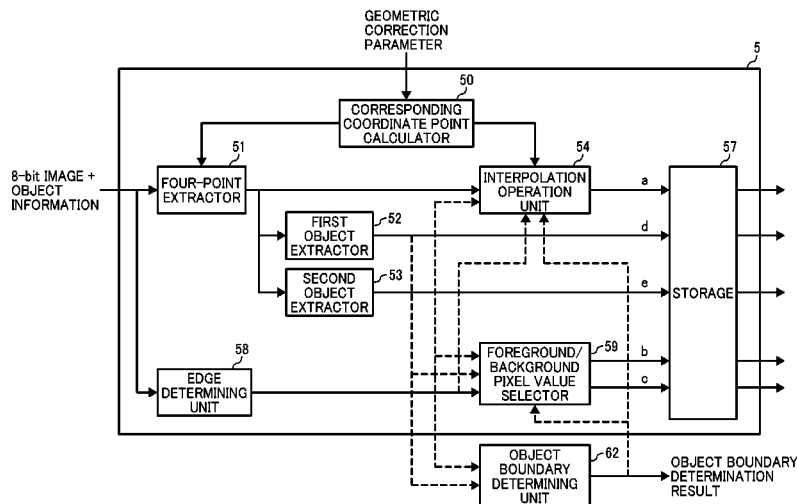 GEOMETRIC
CORRECTION
PARAMETER
5
50
CORRESPONDING
COORDINATE POINT
CALCULATOR
51
54
57
8-bit IMAGE +
OBJECT
INFORMATION
FOUR-POINT
EXTRACTOR
INTERPOLATION
OPERATION
UNIT
a
52
FIRST
OBJECT
EXTRACTOR
d
53
SECOND
OBJECT
EXTRACTOR
e
STORAGE
58
EDGE
DETERMINING
UNIT
59
FOREGROUND/
BACKGROUND
PIXEL VALUE
SELECTOR
b
c
62
OBJECT
BOUNDARY
DETERMINING
UNIT
OBJECT BOUNDARY
DETERMINATION
RESULT